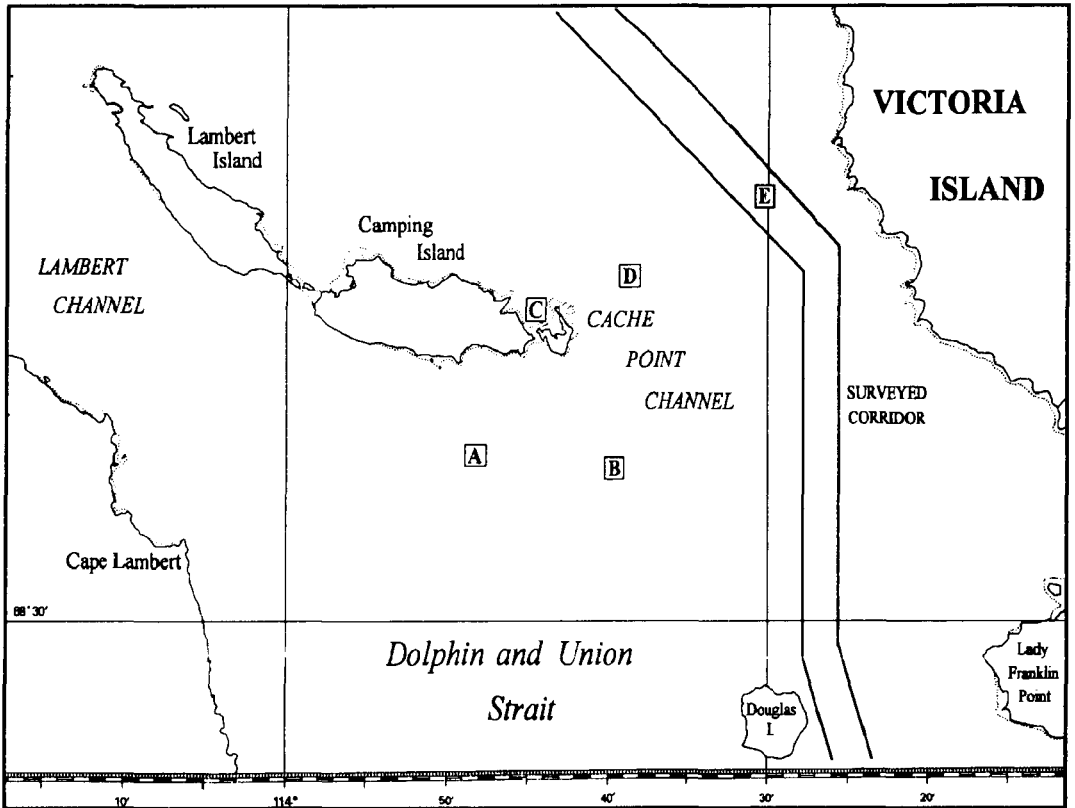 VICTORIA
ISLAND
Lambert
Island
E
Camping
Island
LAMBERT
CHANNEL
D
C
CACHE
POINT
CHANNEL
SURVEYED
CORRIDOR
A
B
Cape Lambert
68°30'
Dolphin and Union
Strait
Lady
Franklin
Point
Douglas
I
10'
114°
50'
40'
30'
20'